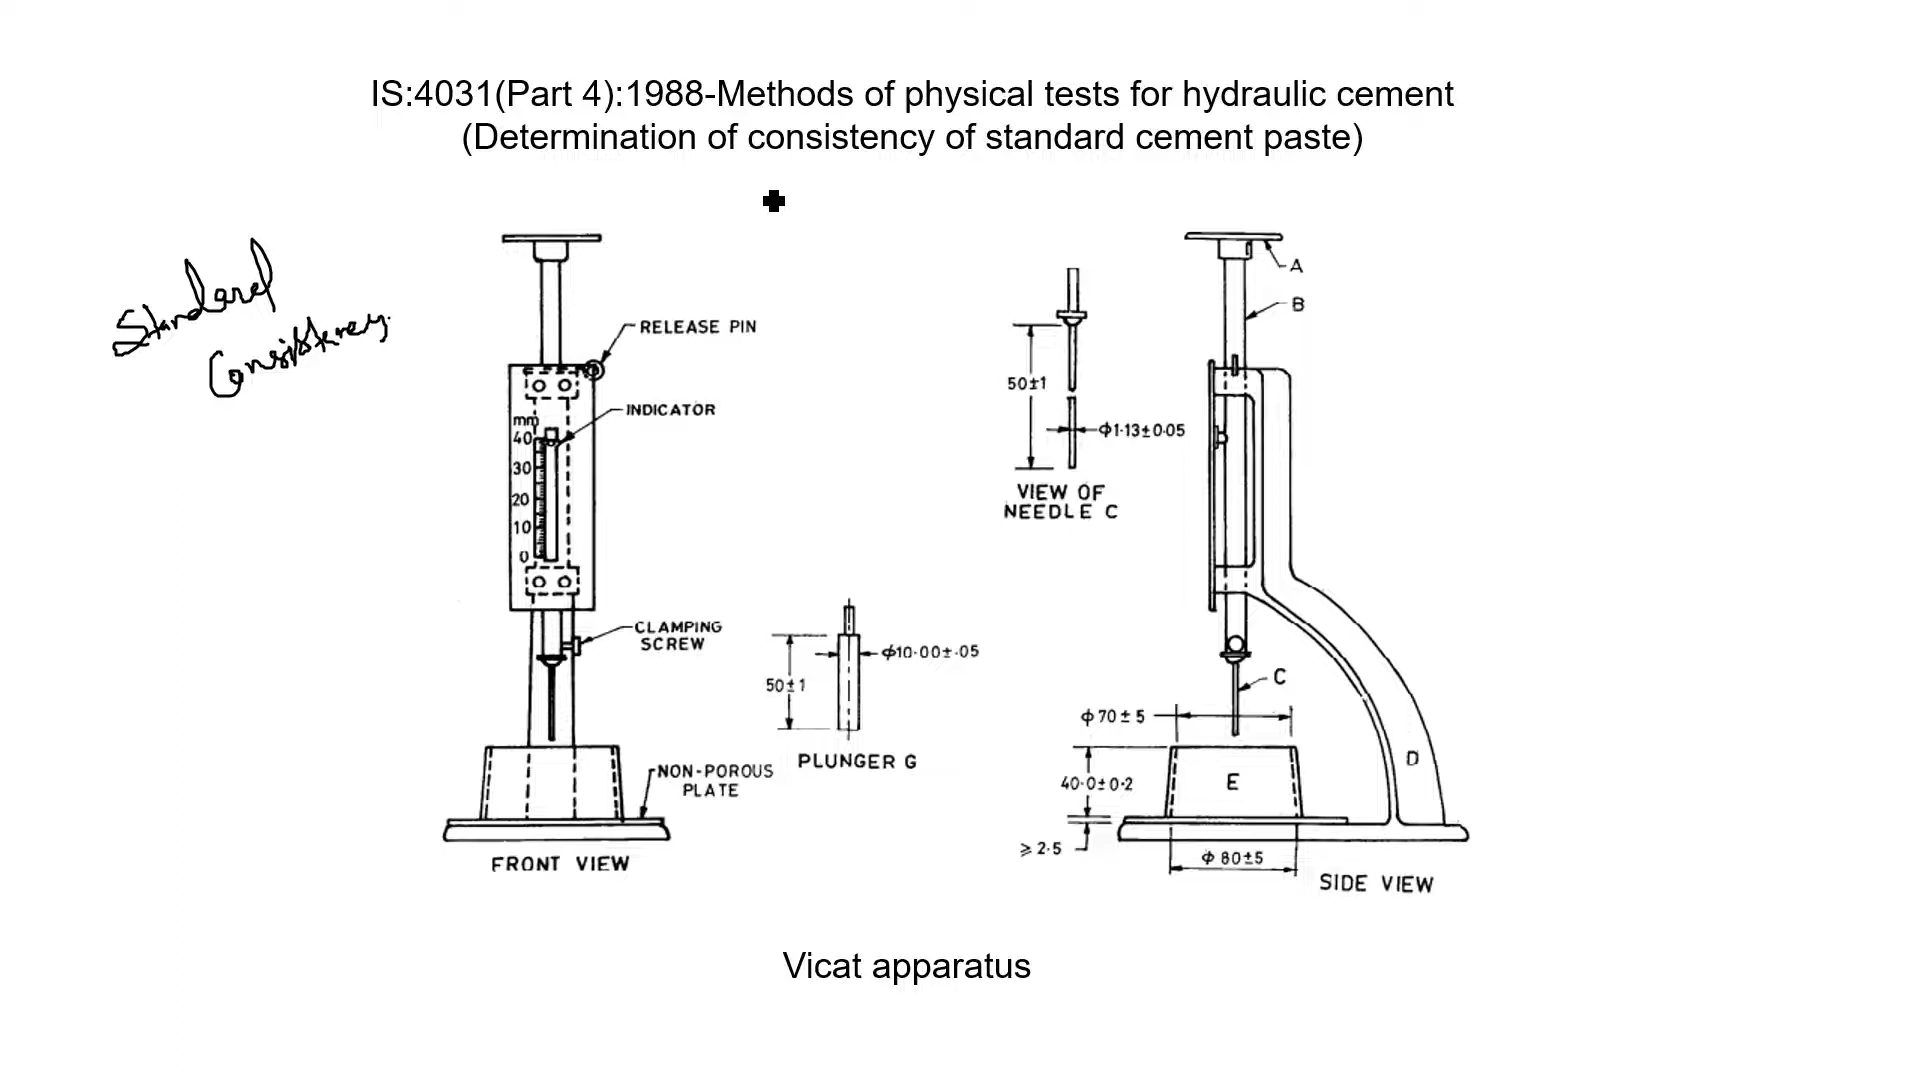 IS:4031(Part 4):1988-Methods of physical tests for hydraulic cement
(Determination of consistency of standard cement paste)
Standard
Consistency.
RELEASE PIN
INDICATOR
mm
40
30
20
10
0
CLAMPING
SCREW
NON-POROUS
PLATE
FRONT VIEW
ϕ10·00±·05
50±1
PLUNGER G
50±1
ϕ1·13±0·05
VIEW OF
NEEDLE C
A
B
C
ϕ70±5
40·0±0·2
E
D
⩾2·5
ϕ80±5
SIDE VIEW
Vicat apparatus